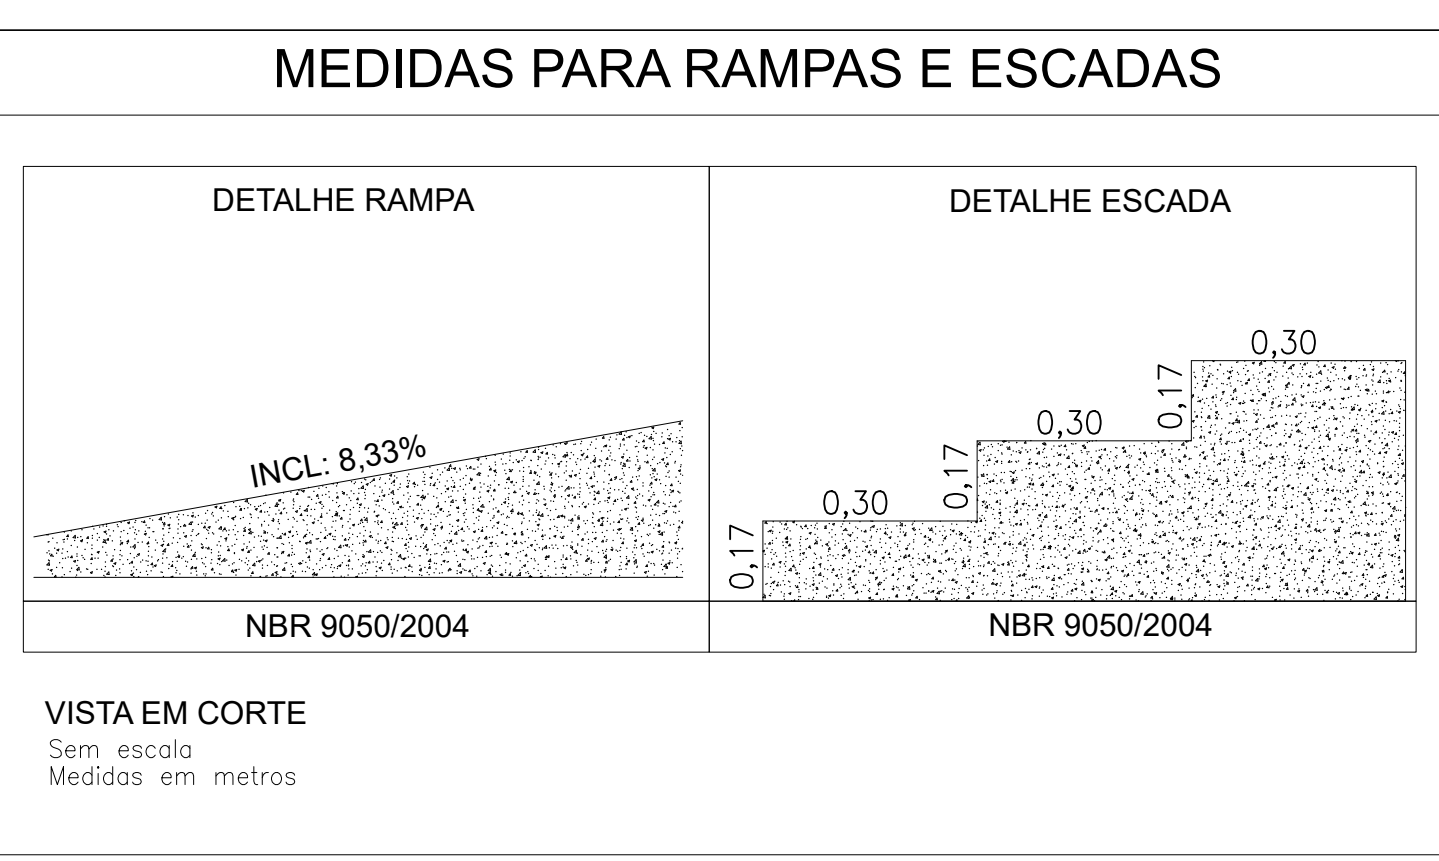 MEDIDAS PARA RAMPAS E ESCADAS
DETALHE RAMPA
INCL: 8,33%
NBR 9050/2004
DETALHE ESCADA
0,30
0,17
0,30
0,17
0,30
0,17
NBR 9050/2004
VISTA EM CORTE
Sem escala
Medidas em metros